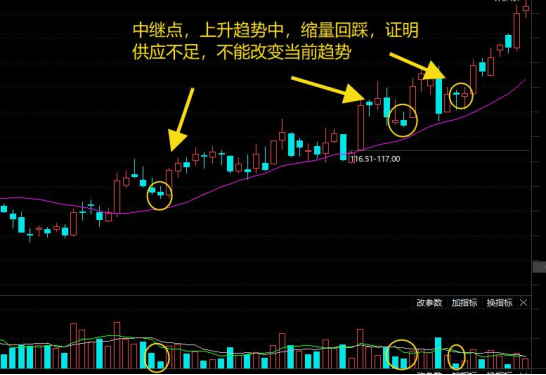 中继点，上升趋势中，缩量回踩，证明
供应不足，不能改变当前趋势
116.51-117.00
改参数 加指标 换指标